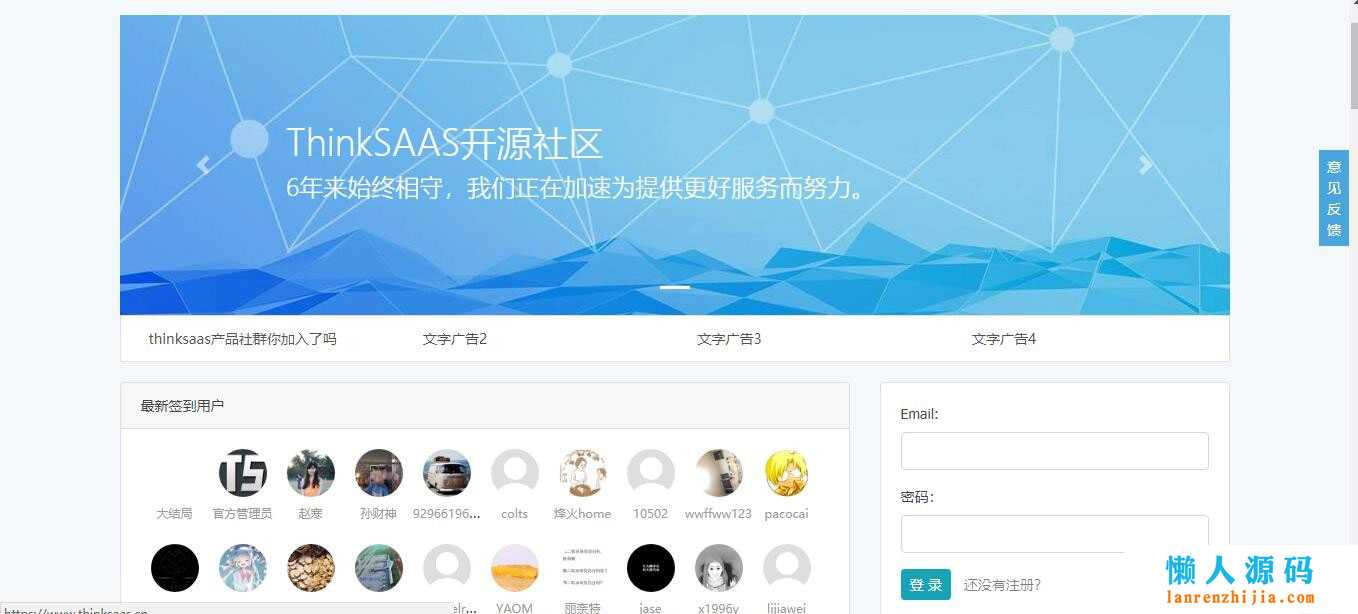 ThinkSAAS开源社区
6年来始终相守，我们正在加速为提供更好服务而努力。
意见反馈
thinksaas产品社群你加入了吗 文字广告2 文字广告3 文字广告4
最新签到用户
Email:
TS
大结局 官方管理员 赵寒 孙财神 92966196... colts 烽火home 10502 wwffww123 pacocai
密码：
登 录 还没有注册?
elr... YAOM 丽奈特 jase x1996y lijiawei
https://www.thinksaas.cn
懒人源码
lanrenzhijia.com